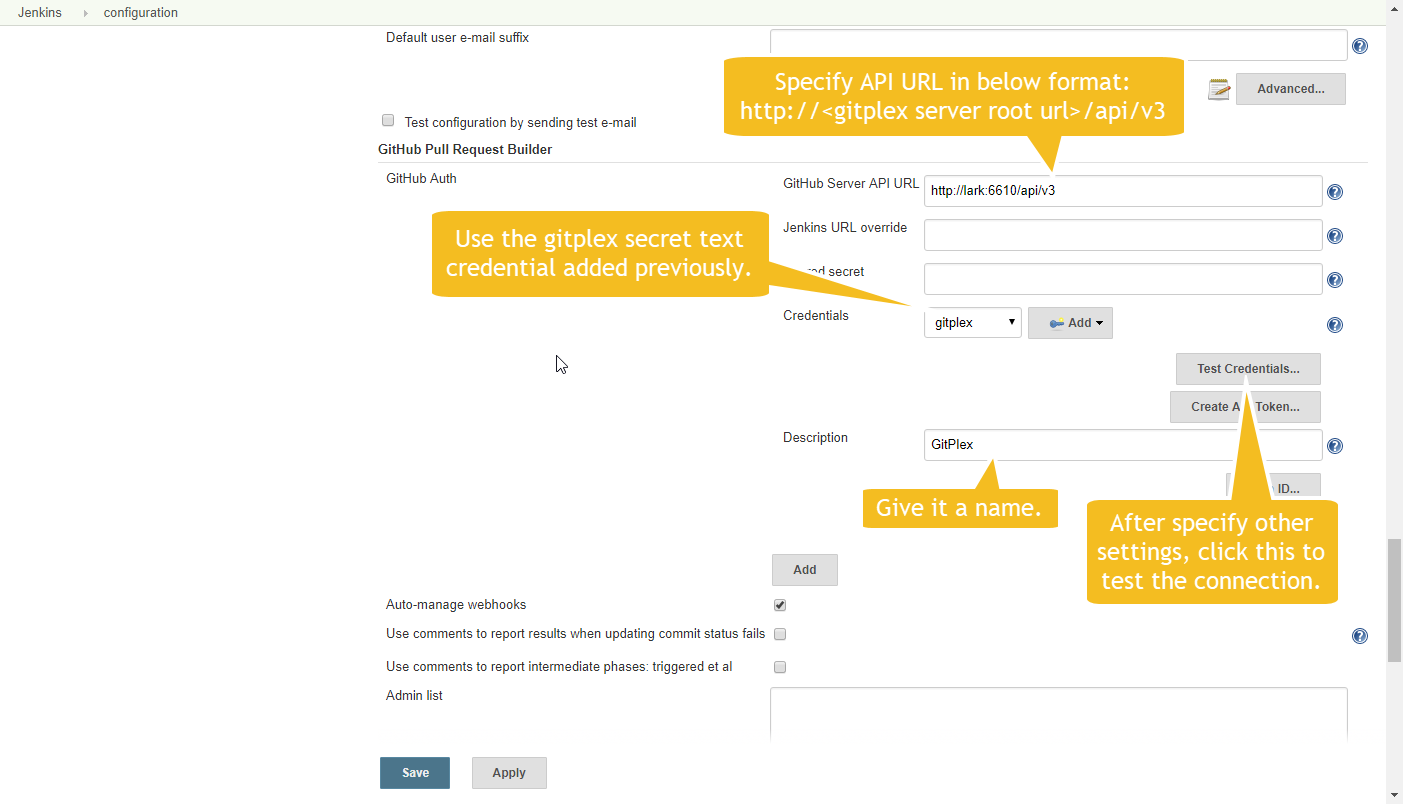 Jenkins configuration
Default user e-mail suffix
Specify API URL in below format:
http://<gitplex server root url>/api/v3
Advanced...
Test configuration by sending test e-mail
GitHub Pull Request Builder
GitHub Auth
GitHub Server API URL http://lark:6610/api/v3
Jenkins URL override
Use the gitplex secret text
credential added previously.
secret
Credentials gitplex Add
Test Credentials...
Create Token...
Description GitPlex
ID...
Give it a name.
After specify other
settings, click this to
test the connection.
Add
Auto-manage webhooks
Use comments to report results when updating commit status fails
Use comments to report intermediate phases: triggered et al
Admin list
Save Apply